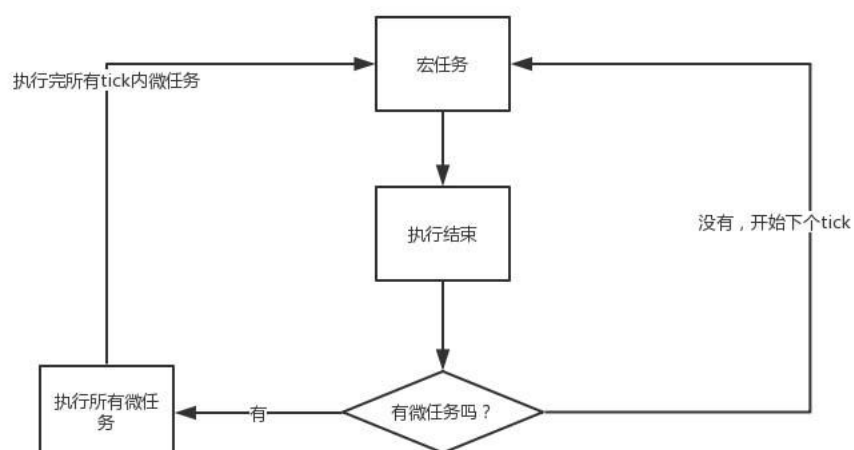 宏任务
执行完所有tick内微任务
执行结束
没有，开始下个tick
执行所有微任
务
有
有微任务吗？